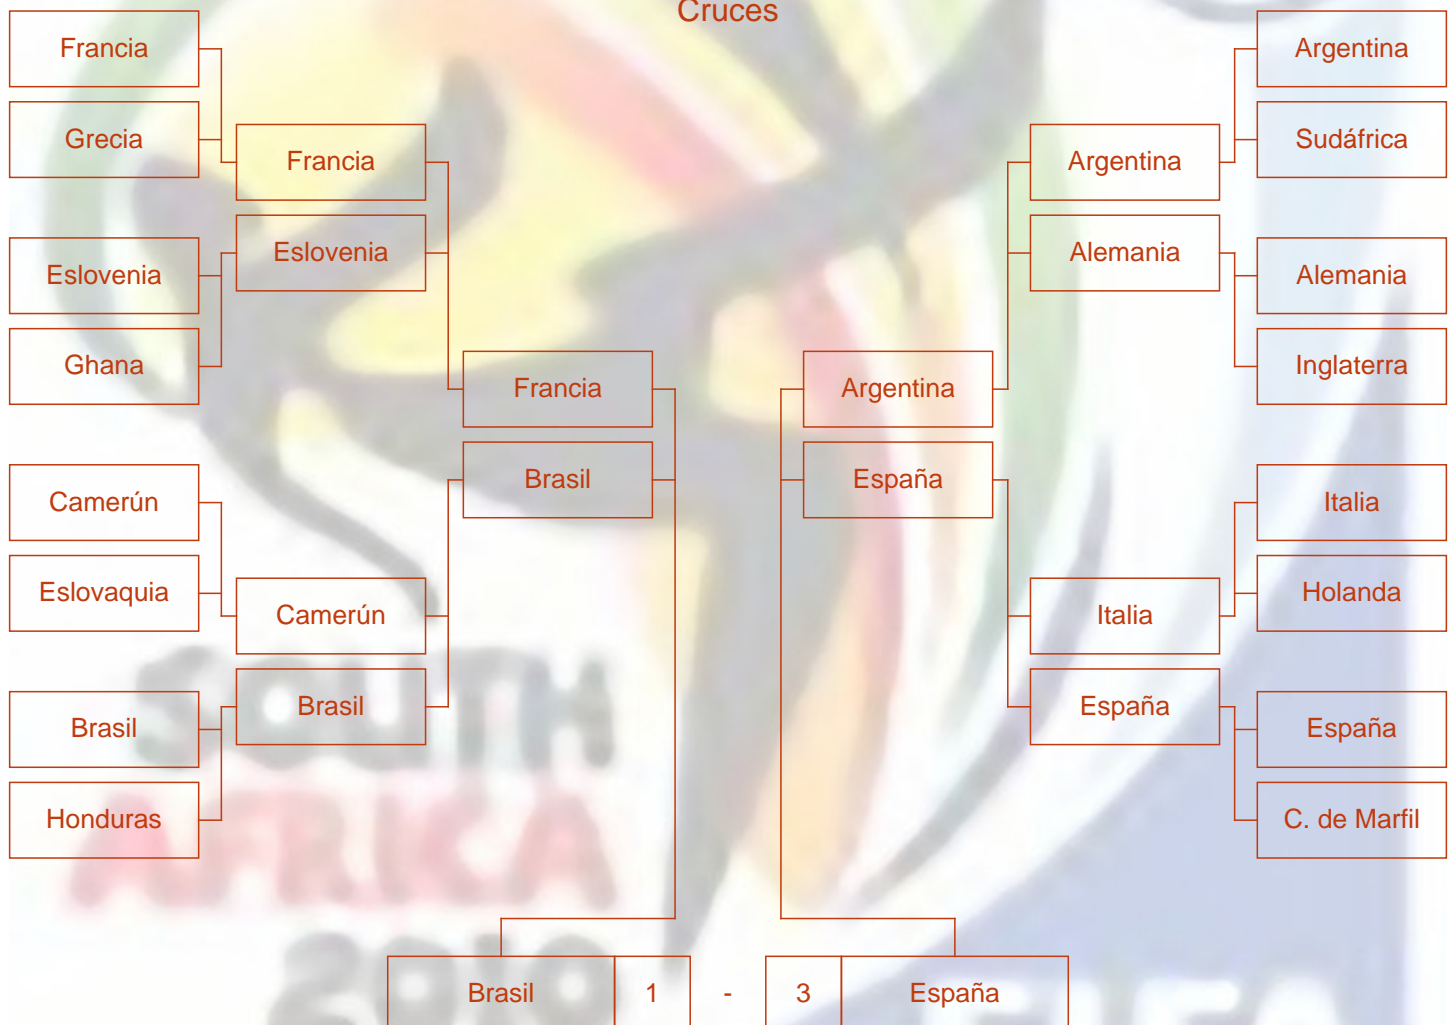 Cruces
Francia
Grecia
Francia
Eslovenia
Eslovenia
Ghana
Francia
Brasil
Camerún
Eslovaquia
Camerún
Brasil
Brasil
Honduras
Argentina
Sudáfrica
Argentina
Alemania
Alemania
Inglaterra
Argentina
España
Italia
Holanda
Italia
España
España
C. de Marfil
Brasil 1 - 3 España
SOUTH
AFRICA
2010
FIFA